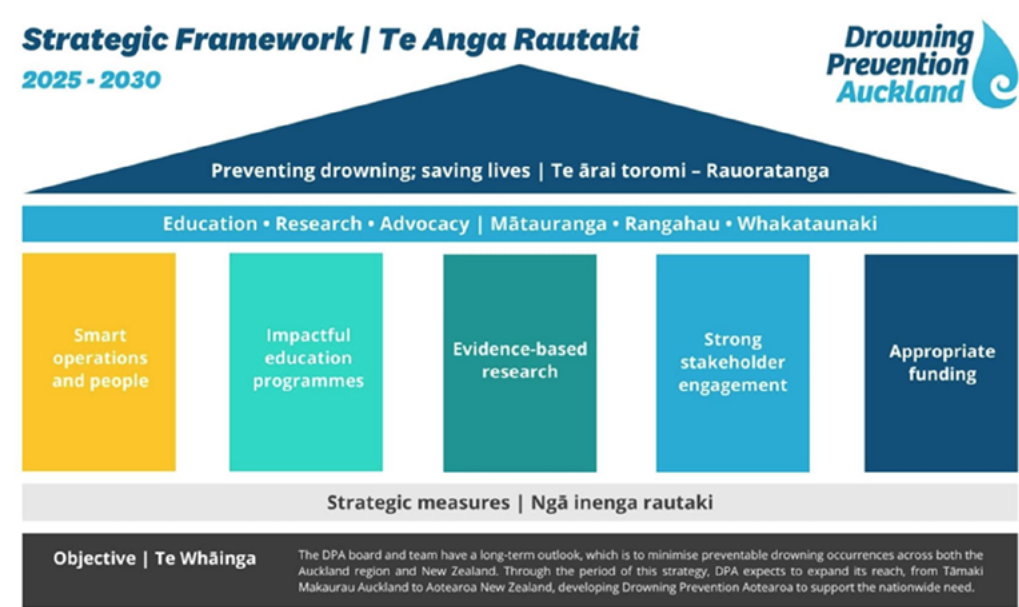 Strategic Framework | Te Anga Rautaki
2025 - 2030
Drowning
Prevention
Auckland
Preventing drowning; saving lives | Te ārai toromi – Rauoratanga
Education • Research • Advocacy | Mātauranga • Rangahau • Whakataunaki
Smart
operations
and people
Impactful
education
programmes
Evidence-based
research
Strong
stakeholder
engagement
Appropriate
funding
Strategic measures | Ngā inenga rautaki
Objective | Te Whāinga
The DPA board and team have a long-term outlook, which is to minimise preventable drowning occurrences across both the
Auckland region and New Zealand. Through the period of this strategy, DPA expects to expand its reach, from Tāmaki
Makaurau Auckland to Aotearoa New Zealand, developing Drowning Prevention Aotearoa to support the nationwide need.